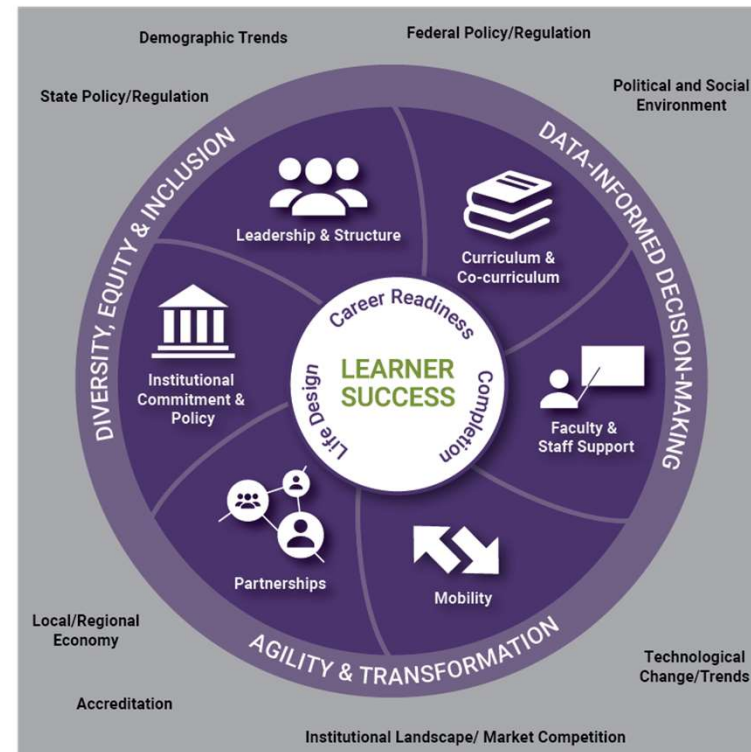 Demographic Trends
Federal Policy/Regulation
State Policy/Regulation
Political and Social
Environment
DIVERSITY, EQUITY & INCLUSION
DATA-INFORMED DECISION-MAKING
Leadership & Structure
Curriculum &
Co-curriculum
Institutional
Commitment &
Policy
Career Readiness
LEARNER
SUCCESS
Life Design
Completion
Faculty &
Staff Support
Partnerships
Mobility
AGILITY & TRANSFORMATION
Local/Regional
Economy
Technological
Change/Trends
Accreditation
Institutional Landscape/ Market Competition